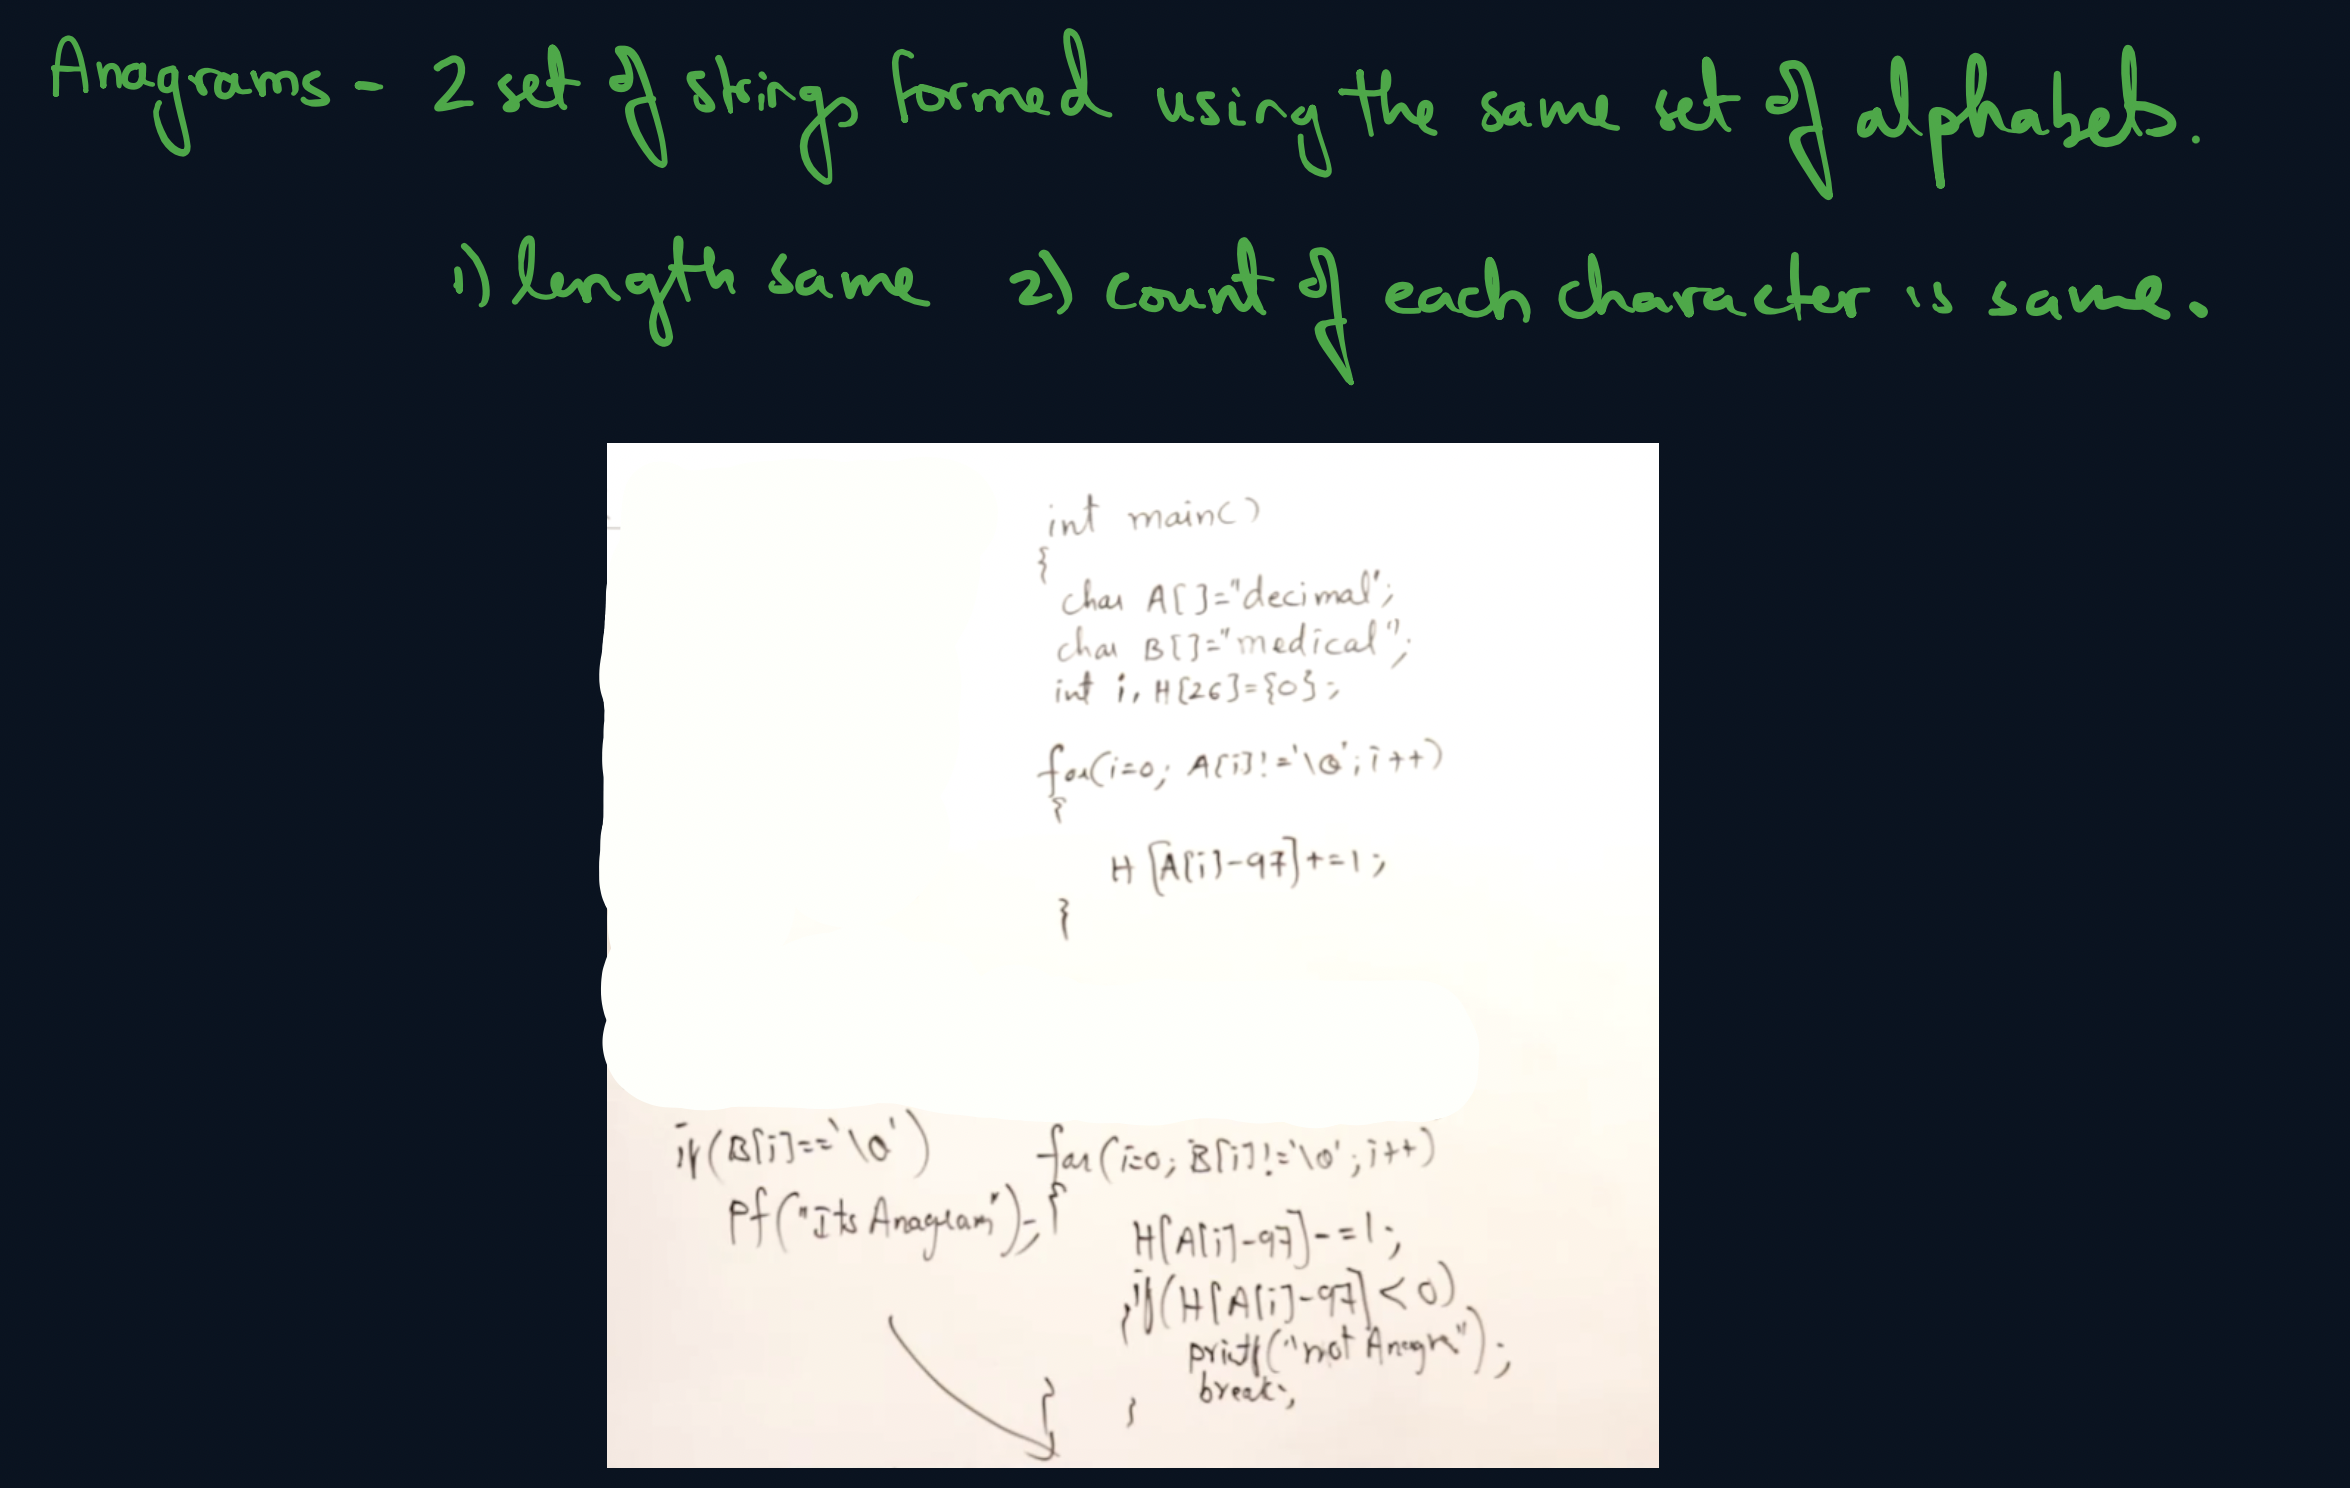 Anagrams - 2 set of strings formed using the same set of alphabets.
1) length same 2) count of each character is same.
int main()
{
char A[]="decimal";
char B[]="medical";
int i, H[26]={0};
for(i=0; A[i]!='\0'; i++)
{
H[A[i]-97]+=1;
}
for(i=0; B[i]!='\0'; i++)
{
H[A[i]-97]-=1;
if(H[A[i]-97]<0)
{
printf("not Anagr");
break;
}
}
if(B[i]=='\0')
Pf("Its Anagram");